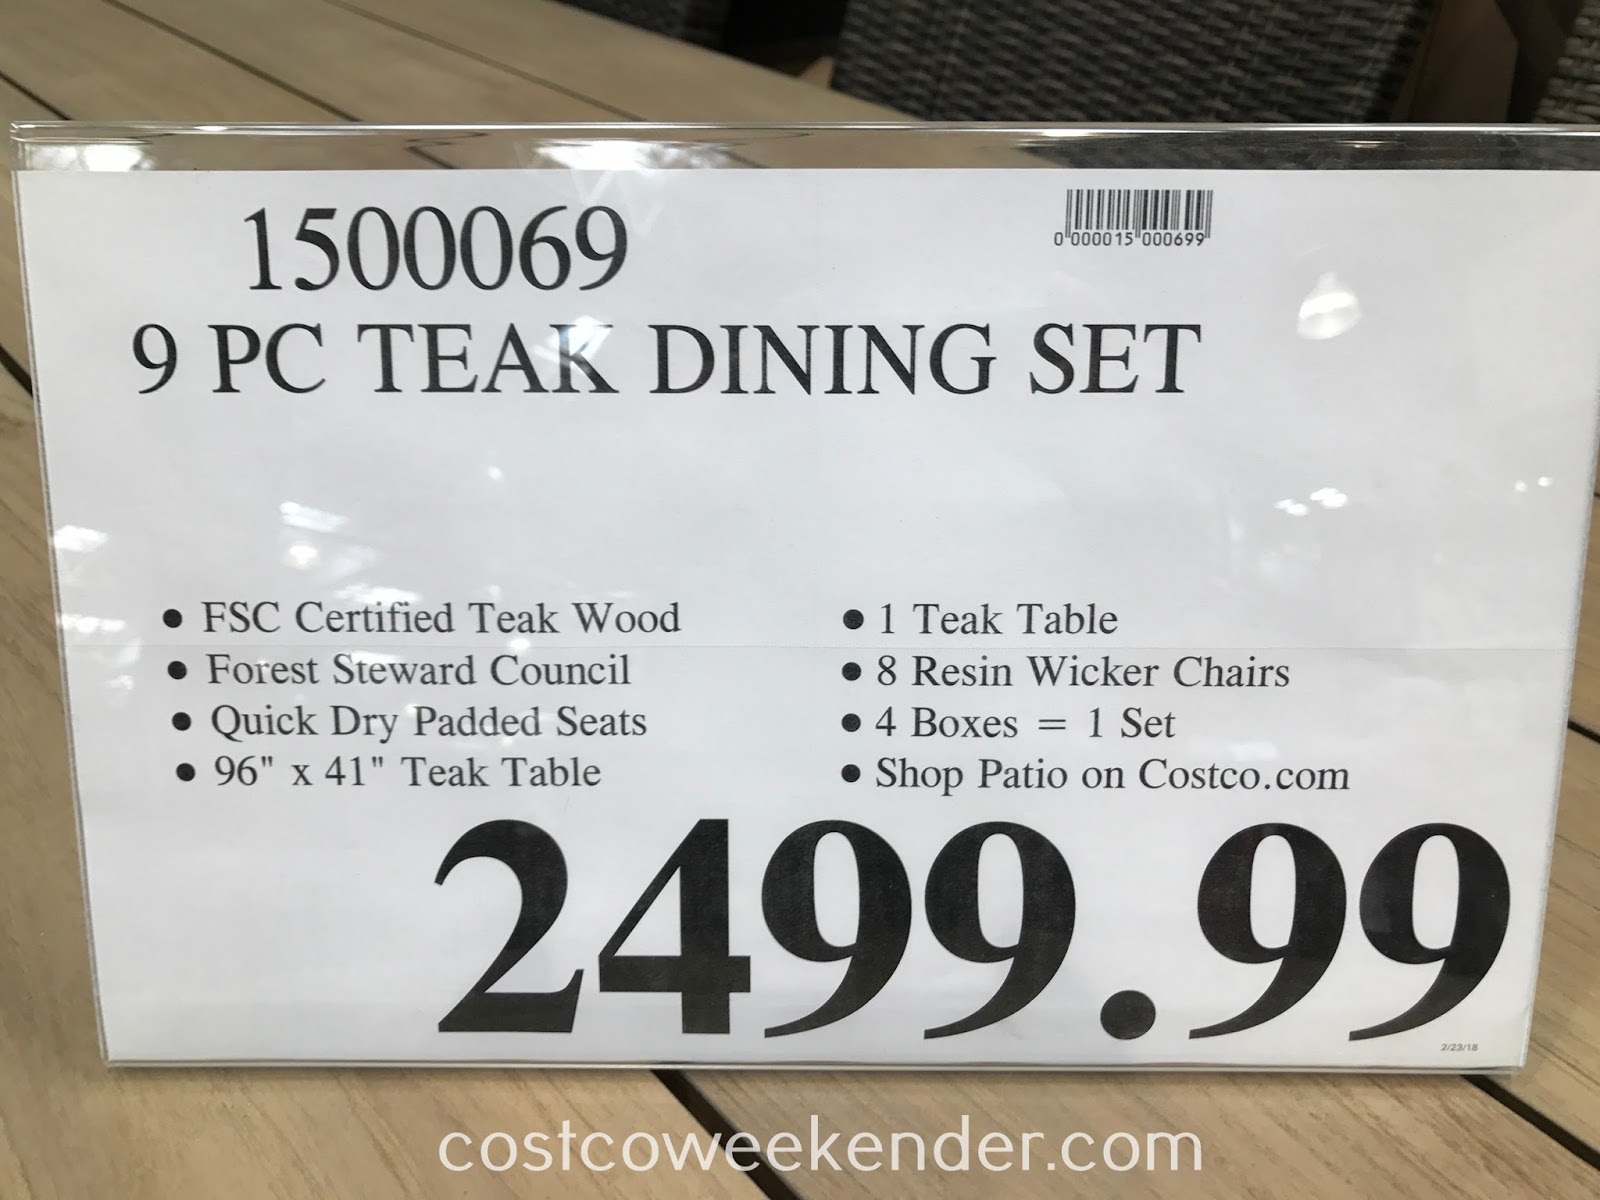 1500069
0 000015 000699
9 PC TEAK DINING SET
• FSC Certified Teak Wood
• Forest Steward Council
• Quick Dry Padded Seats
• 96" x 41" Teak Table
• 1 Teak Table
• 8 Resin Wicker Chairs
• 4 Boxes = 1 Set
• Shop Patio on Costco.com
2499.99
2/23/18
costcoweekender.com